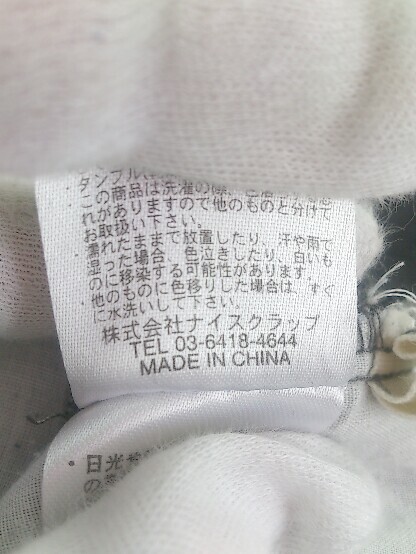 ・タンブル
この商品は洗濯の際、
れがありますので他のものと分けて
お取扱い下さい。
・濡れたままで放置したり、汗や雨で
湿った場合、色泣きしたり、白いも
のに移染する可能性があります。
・他のものに色移りした場合は、すぐ
に水洗いして下さい。
株式会社ナイスクラップ
TEL 03-6418-4644
MADE IN CHINA
・日光
の